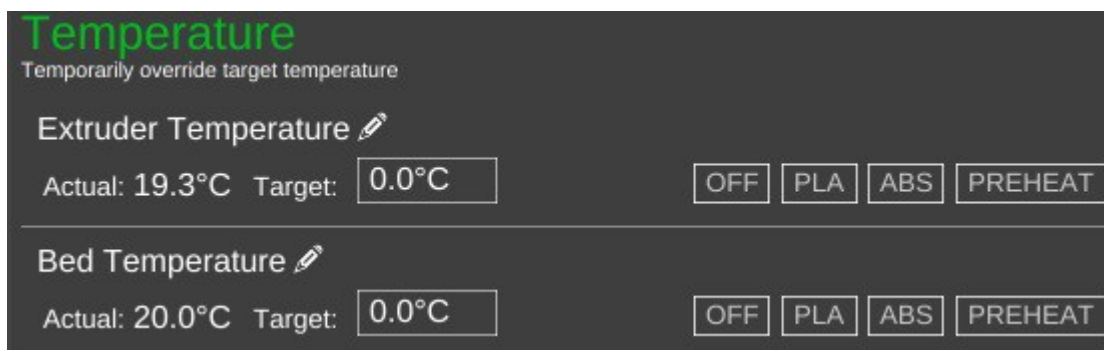 Temperature
Temporarily override target temperature
Extruder Temperature
Actual: 19.3°C Target: 0.0°C OFF PLA ABS PREHEAT
Bed Temperature
Actual: 20.0°C Target: 0.0°C OFF PLA ABS PREHEAT